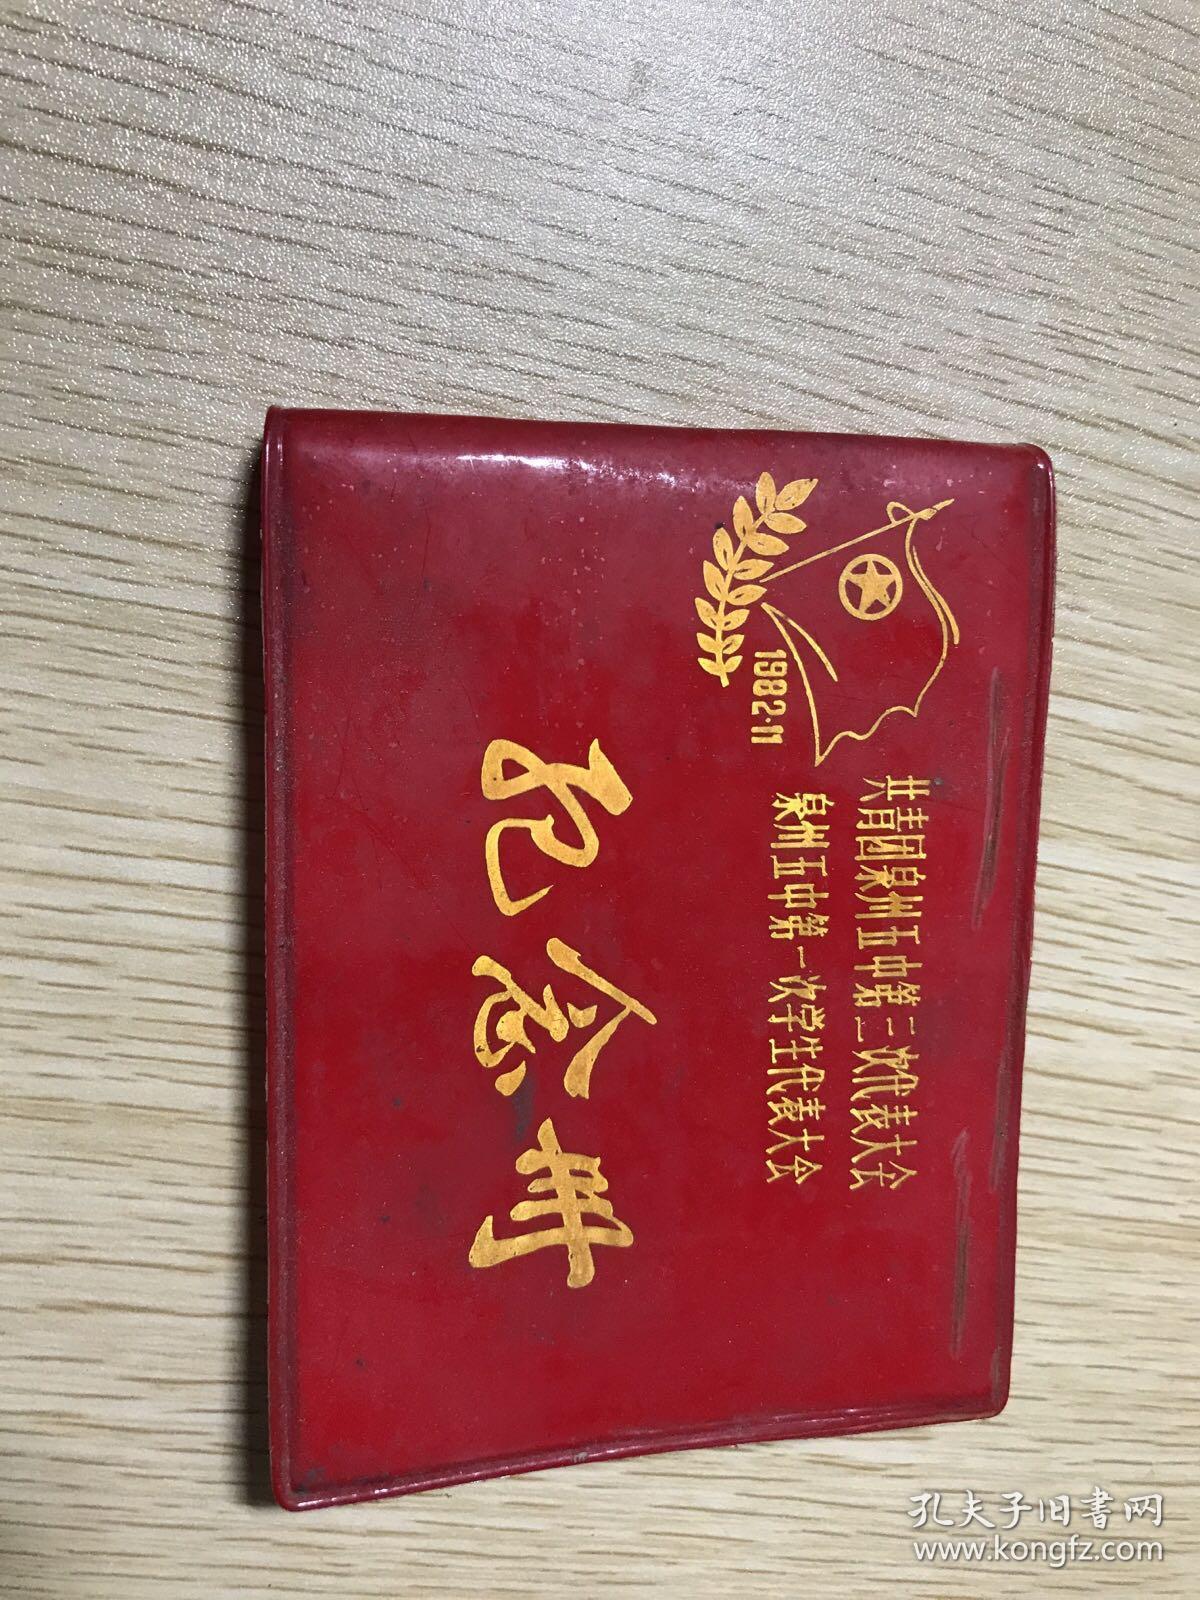 1982·11
共青团泉州五中第三次代表大会
泉州五中第一次学生代表大会
纪念册
孔夫子旧书网
www.kongfz.com